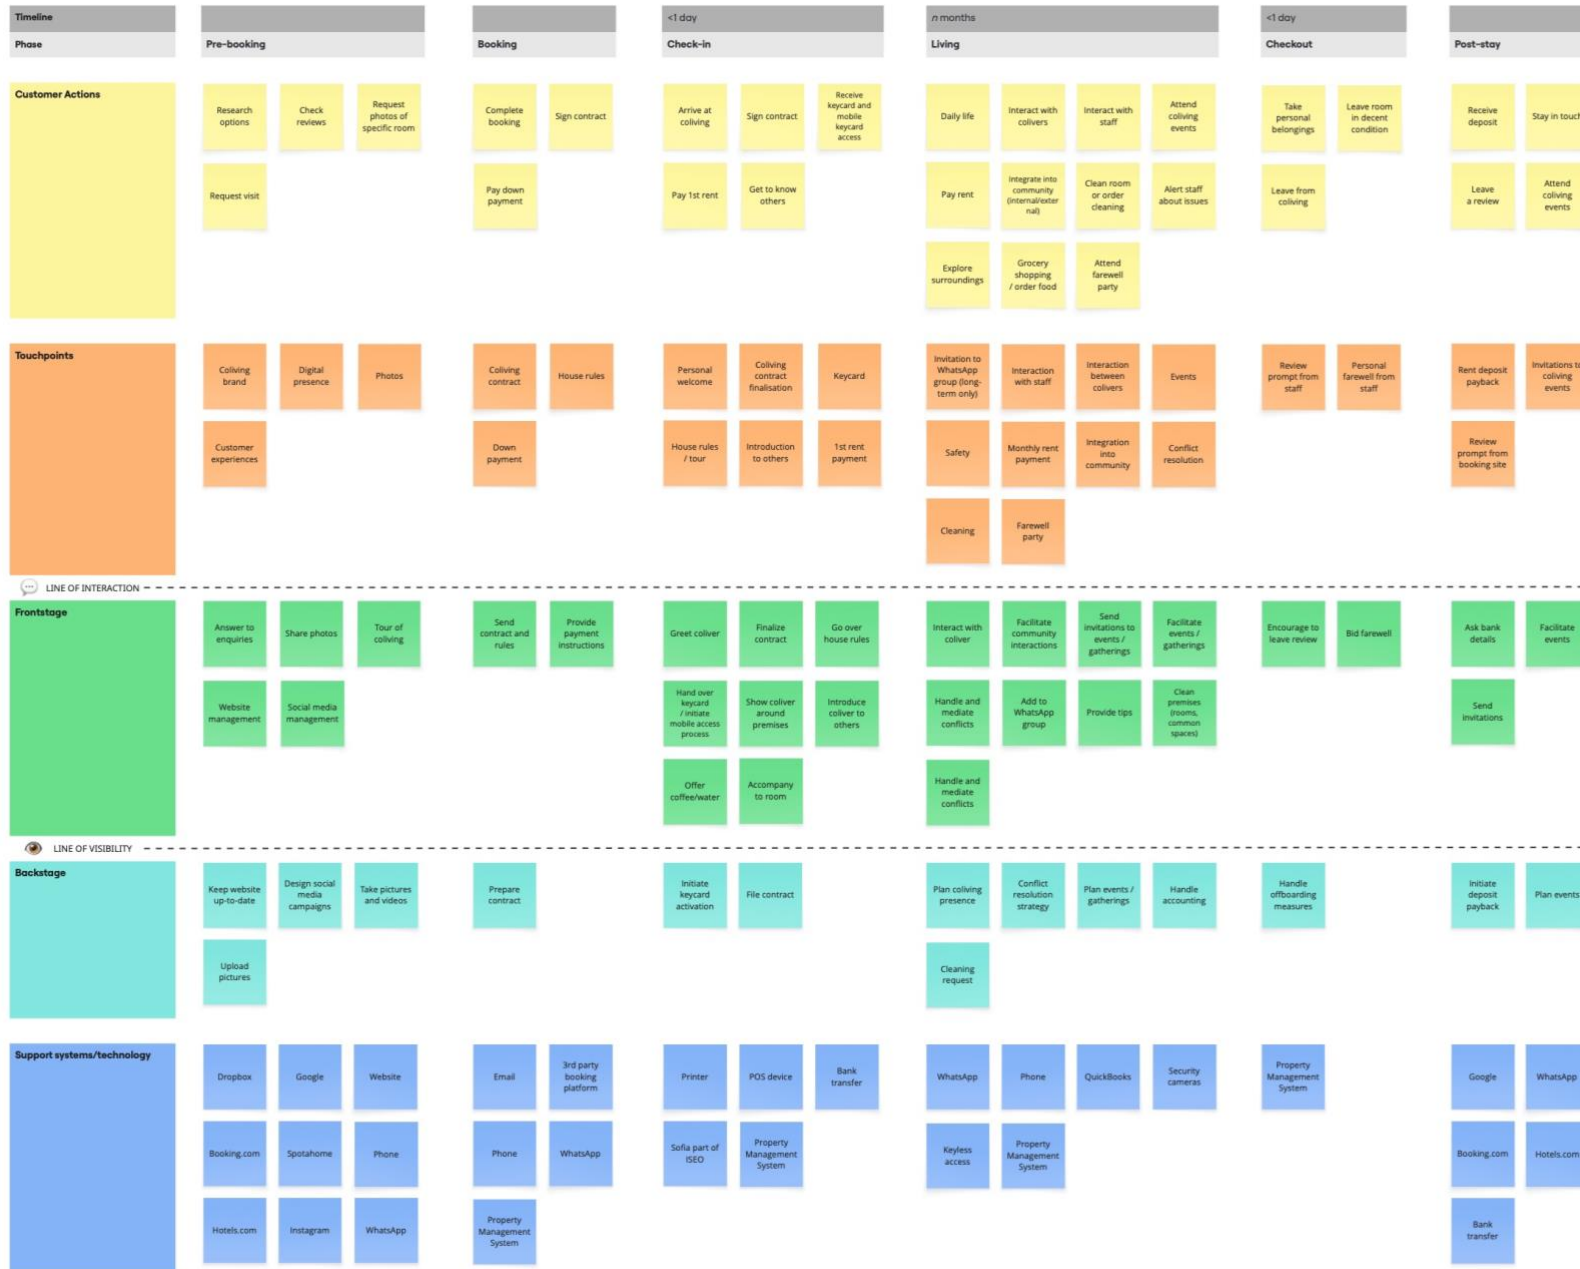 Timeline
<1 day
n months
<1 day
Phase
Pre-booking
Booking
Check-in
Living
Checkout
Post-stay
Customer Actions
Research
options
Check
reviews
Request
photos of
specific room
Complete
booking
Sign contract
Arrive at
coliving
Sign contract
Receive
keycard and
mobile
keycard
access
Daily life
Interact with
colivers
Interact with
staff
Attend
coliving
events
Take
personal
belongings
Leave room
in decent
condition
Receive
deposit
Stay in touch
Request visit
Pay down
payment
Pay 1st rent
Get to know
others
Pay rent
Integrate into
community
(internal/exter
nal)
Clean room
or order
cleaning
Alert staff
about issues
Leave from
coliving
Leave
a review
Attend
coliving
events
Explore
surroundings
Grocery
shopping
/ order food
Attend
farewell
party
Touchpoints
Coliving
brand
Digital
presence
Photos
Coliving
contract
House rules
Personal
welcome
Coliving
contract
finalisation
Keycard
Invitation to
WhatsApp
group (long-
term only)
Interaction
with staff
Interaction
between
colivers
Events
Review
prompt from
staff
Personal
farewell from
staff
Rent deposit
payback
Invitations to
coliving
events
Customer
experiences
Down
payment
House rules
/ tour
Introduction
to others
1st rent
payment
Safety
Monthly rent
payment
Integration
into
community
Conflict
resolution
Review
prompt from
booking site
Cleaning
Farewell
party
LINE OF INTERACTION
Frontstage
Answer to
enquiries
Share photos
Tour of
coliving
Send
contract and
rules
Provide
payment
instructions
Greet coliver
Finalize
contract
Go over
house rules
Interact with
coliver
Facilitate
community
interactions
Send
invitations to
events /
gatherings
Facilitate
events /
gatherings
Encourage to
leave review
Bid farewell
Ask bank
details
Facilitate
events
Website
management
Social media
management
Hand over
keycard
/ initiate
mobile access
process
Show coliver
around
premises
Introduce
coliver to
others
Handle and
mediate
conflicts
Add to
WhatsApp
group
Provide tips
Clean
premises
(rooms,
common
spaces)
Send
invitations
Offer
coffee/water
Accompany
to room
Handle and
mediate
conflicts
LINE OF VISIBILITY
Backstage
Keep website
up-to-date
Design social
media
campaigns
Take pictures
and videos
Prepare
contract
Initiate
keycard
activation
File contract
Plan coliving
presence
Conflict
resolution
strategy
Plan events /
gatherings
Handle
accounting
Handle
offboarding
measures
Initiate
deposit
payback
Plan events
Upload
pictures
Cleaning
request
Support systems/technology
Dropbox
Google
Website
Email
3rd party
booking
platform
Printer
POS device
Bank
transfer
WhatsApp
Phone
QuickBooks
Security
cameras
Property
Management
System
Google
WhatsApp
Booking.com
Spotahome
Phone
Phone
WhatsApp
Sofia part of
ISEO
Property
Management
System
Keyless
access
Property
Management
System
Booking.com
Hotels.com
Hotels.com
Instagram
WhatsApp
Property
Management
System
Bank
transfer